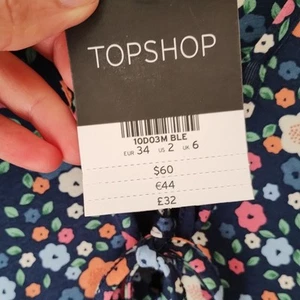 TOPSHOP
10D03M BLE
EUR 34 US 2 UK 6
$60
€44
£32